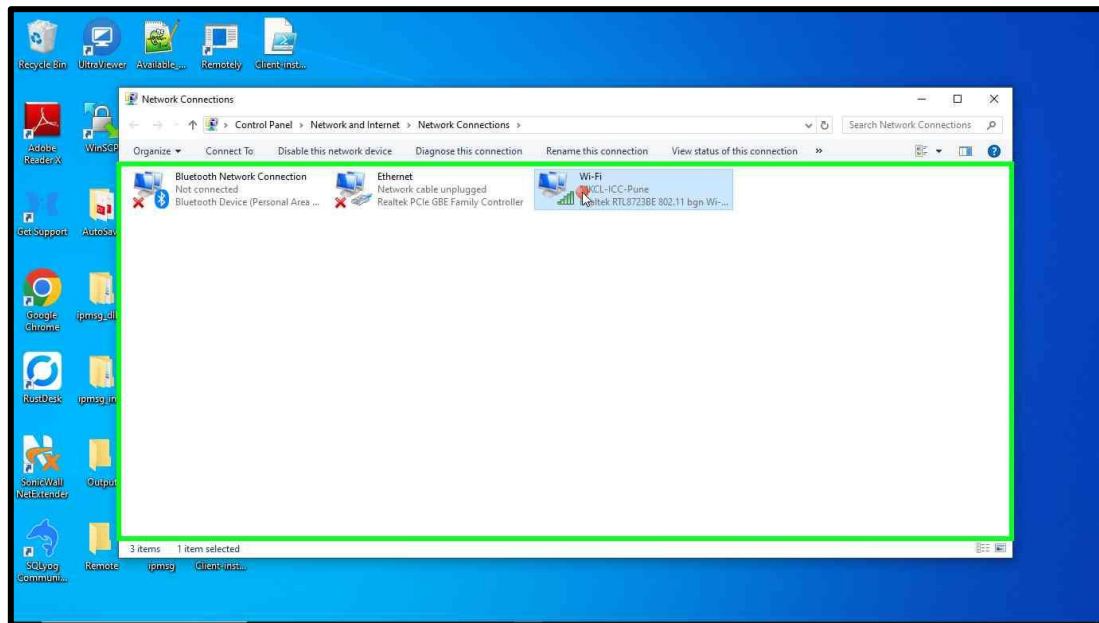 Recycle Bin
UltraViewer
Available_...
Remotely
Client-inst...
Adobe
Reader X
WinSCP
Get Support
AutoSav
Google
Chrome
ipmsg_dll
RustDesk
ipmsg_in
SonicWall
NetExtender
Output
SQLyog
Communi...
Remote
ipmsg
Client-inst...
Network Connections
Control Panel > Network and Internet > Network Connections >
Search Network Connections
Organize Connect To Disable this network device Diagnose this connection Rename this connection View status of this connection »
Bluetooth Network Connection
Not connected
Bluetooth Device (Personal Area ...
Ethernet
Network cable unplugged
Realtek PCIe GBE Family Controller
Wi-Fi
KCL-ICC-Pune
RTL8723BE 802.11 bgn Wi-...
3 items 1 item selected